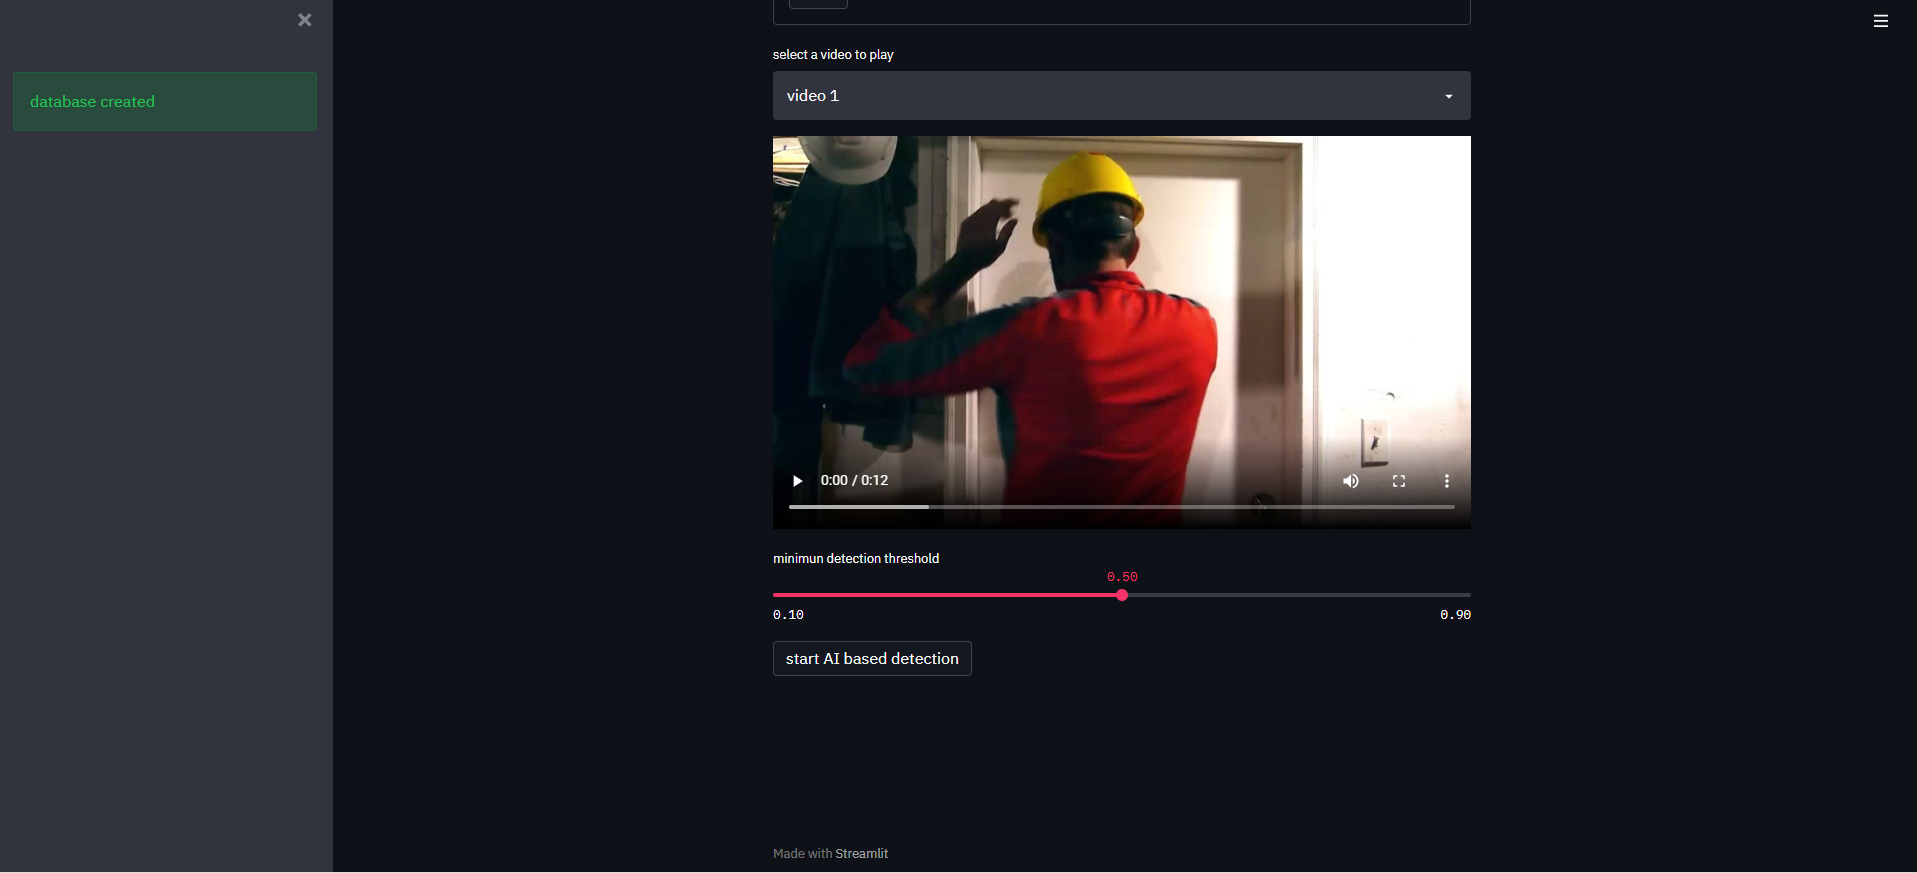 database created
select a video to play
video 1
0:00 / 0:12
minimun detection threshold
0.50
0.10
0.90
start AI based detection
Made with Streamlit